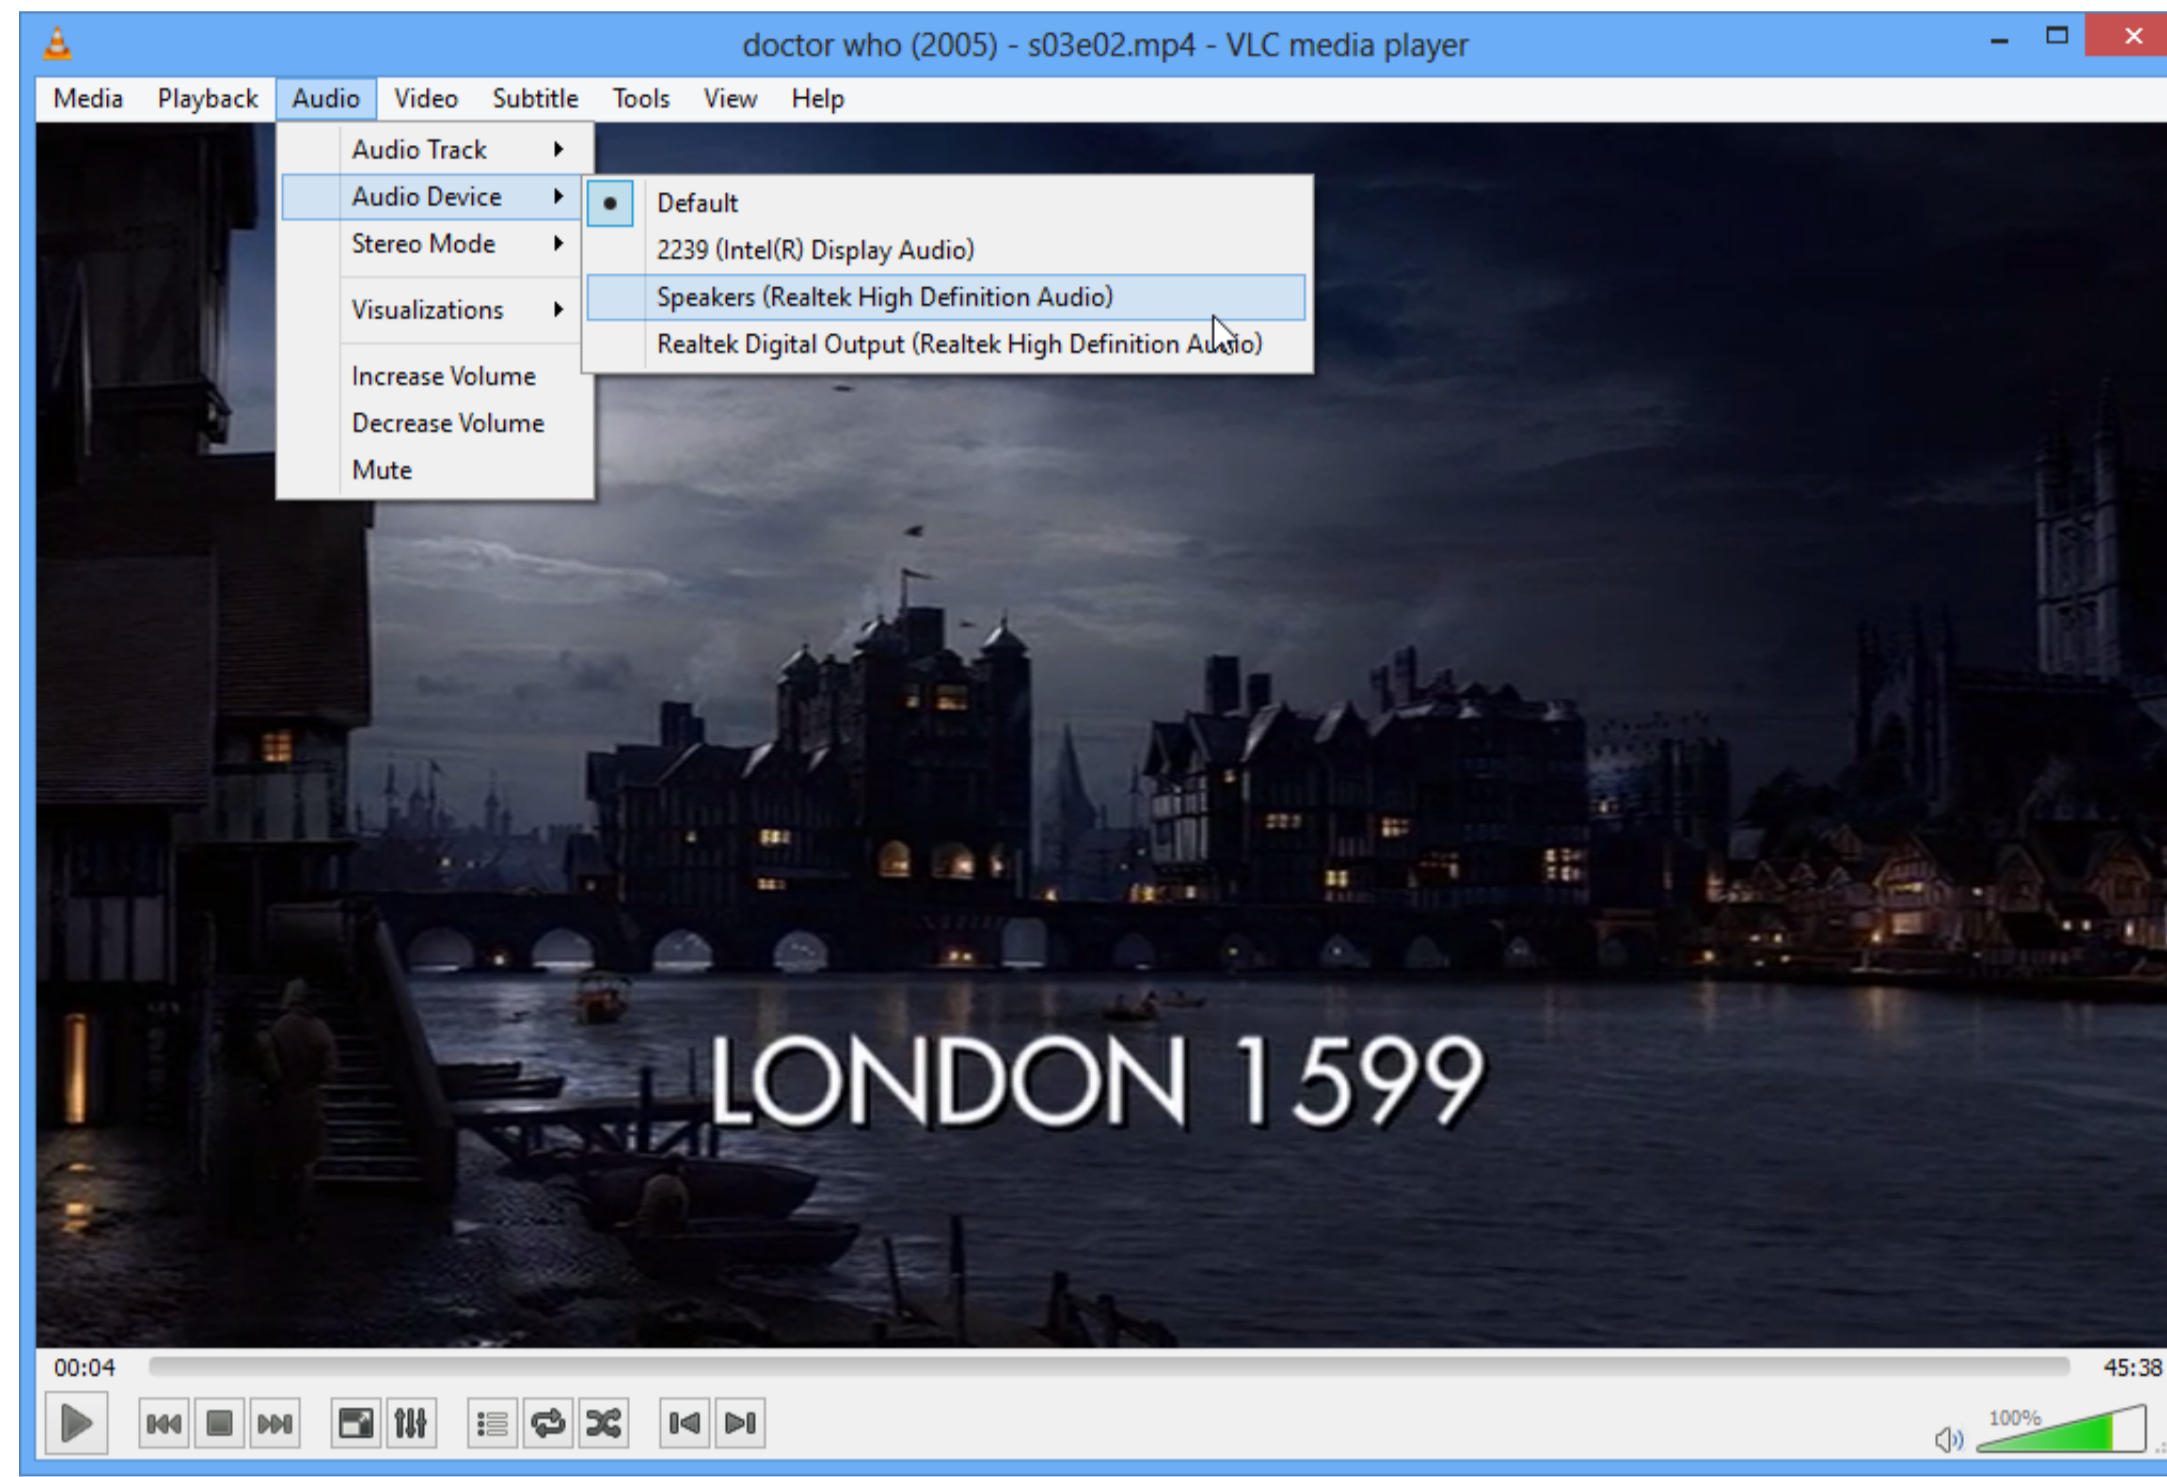 doctor who (2005) - s03e02.mp4 - VLC media player
Media Playback Audio Video Subtitle Tools View Help
Audio Track
Audio Device
Stereo Mode
Visualizations
Increase Volume
Decrease Volume
Mute
Default
2239 (Intel(R) Display Audio)
Speakers (Realtek High Definition Audio)
Realtek Digital Output (Realtek High Definition Audio)
LONDON 1599
00:04 45:38
100%